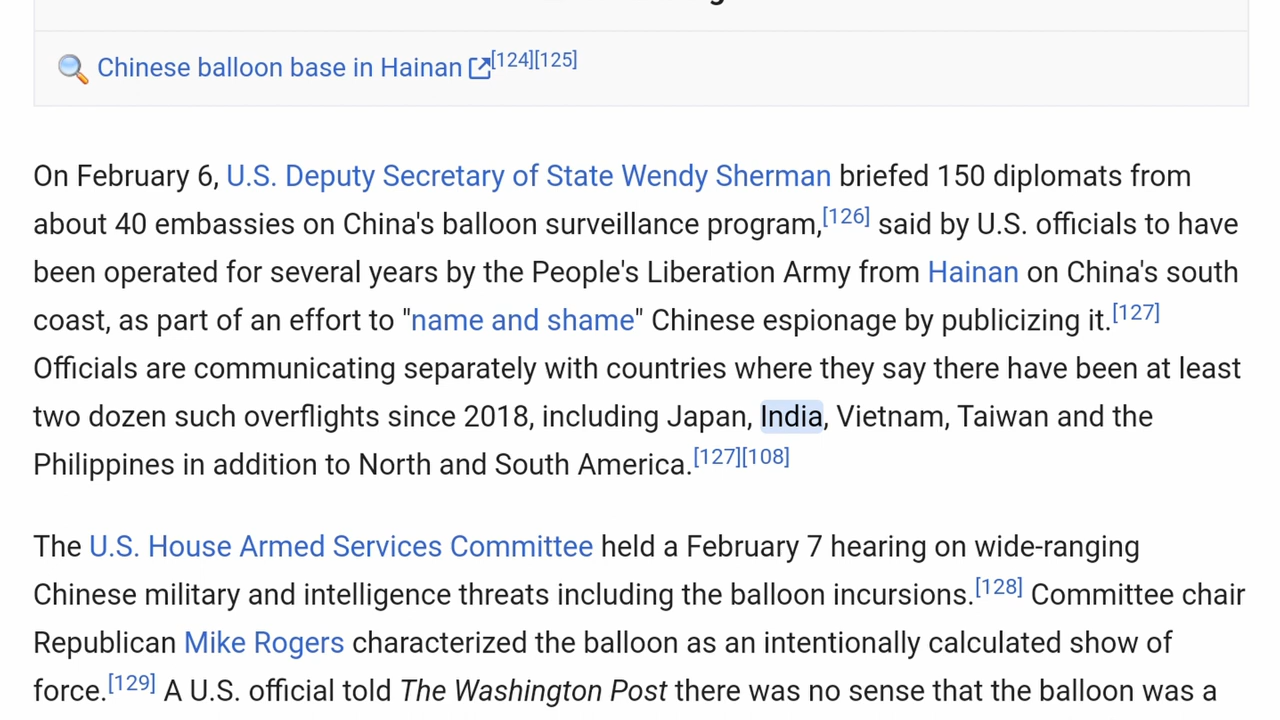 Chinese balloon base in Hainan [124][125]
On February 6, U.S. Deputy Secretary of State Wendy Sherman briefed 150 diplomats from
about 40 embassies on China's balloon surveillance program,[126] said by U.S. officials to have
been operated for several years by the People's Liberation Army from Hainan on China's south
coast, as part of an effort to "name and shame" Chinese espionage by publicizing it.[127]
Officials are communicating separately with countries where they say there have been at least
two dozen such overflights since 2018, including Japan, India, Vietnam, Taiwan and the
Philippines in addition to North and South America.[127][108]
The U.S. House Armed Services Committee held a February 7 hearing on wide-ranging
Chinese military and intelligence threats including the balloon incursions.[128] Committee chair
Republican Mike Rogers characterized the balloon as an intentionally calculated show of
force.[129] A U.S. official told The Washington Post there was no sense that the balloon was a